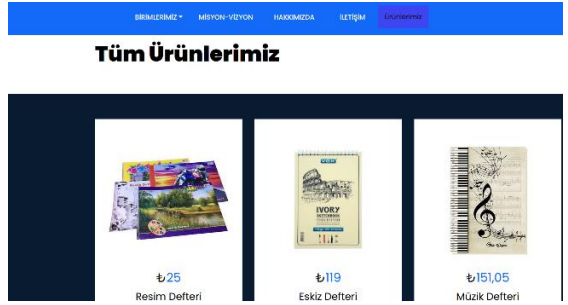 BİRİMLERİMİZ MİSYON-VİZYON HAKKIMIZDA İLETİŞİM Ürünlerimiz
Tüm Ürünlerimiz
IVORY
SKETCHBOOK
₺25 ₺119 ₺151,05
Resim Defteri Eskiz Defteri Müzik Defteri